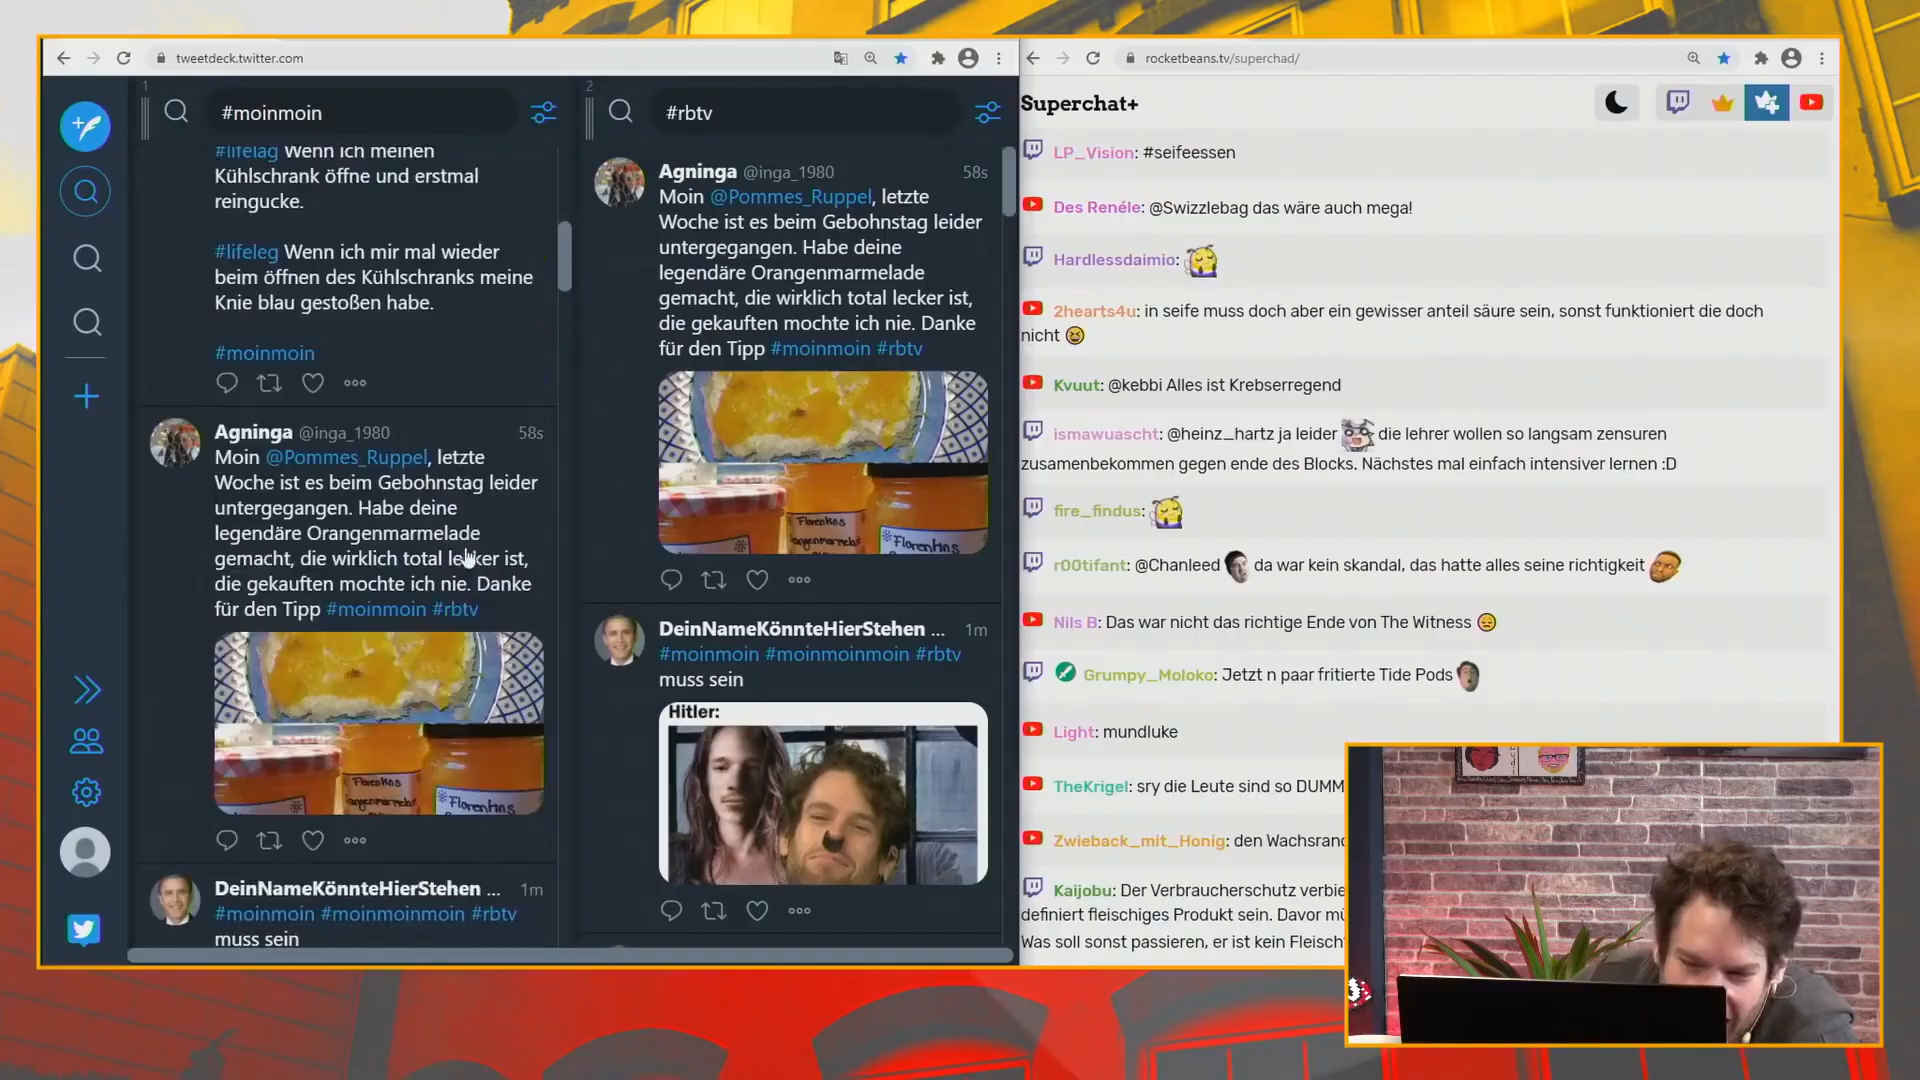 tweetdeck.twitter.com
1
#moinmoin
#lifelag Wenn ich meinen
Kühlschrank öffne und erstmal
reingucke.
#lifeleg Wenn ich mir mal wieder
beim öffnen des Kühlschranks meine
Knie blau gestoßen habe.
#moinmoin
Agninga @inga_1980 58s
Moin @Pommes_Ruppel, letzte
Woche ist es beim Gebohnstag leider
untergegangen. Habe deine
legendäre Orangenmarmelade
gemacht, die wirklich total lecker ist,
die gekauften mochte ich nie. Danke
für den Tipp #moinmoin #rbtv
Florentins
Orangenmarmelade
Florentins
DeinNameKönnteHierStehen ... 1m
#moinmoin #moinmoinmoin #rbtv
muss sein
2
#rbtv
Agninga @inga_1980 58s
Moin @Pommes_Ruppel, letzte
Woche ist es beim Gebohnstag leider
untergegangen. Habe deine
legendäre Orangenmarmelade
gemacht, die wirklich total lecker ist,
die gekauften mochte ich nie. Danke
für den Tipp #moinmoin #rbtv
Florentins
Orangenmarmelade
Florentins
DeinNameKönnteHierStehen ... 1m
#moinmoin #moinmoinmoin #rbtv
muss sein
Hitler:
rocketbeans.tv/superchad/
Superchat+
LP_Vision: #seifeessen
Des Renéle: @Swizzlebag das wäre auch mega!
Hardlessdaimio:
2hearts4u: in seife muss doch aber ein gewisser anteil säure sein, sonst funktioniert die doch
nicht 😆
Kvuut: @kebbi Alles ist Krebserregend
ismawuascht: @heinz_hartz ja leider die lehrer wollen so langsam zensuren
zusamenbekommen gegen ende des Blocks. Nächstes mal einfach intensiver lernen :D
fire_findus:
r00tifant: @Chanleed da war kein skandal, das hatte alles seine richtigkeit
Nils B: Das war nicht das richtige Ende von The Witness 😞
Grumpy_Moloko: Jetzt n paar fritierte Tide Pods
Light: mundluke
TheKrigel: sry die Leute sind so DUMM
Zwieback_mit_Honig: den Wachsran
Kaijobu: Der Verbraucherschutz verbie
definiert fleischiges Produkt sein. Davor mü
Was soll sonst passieren, er ist kein Fleisch